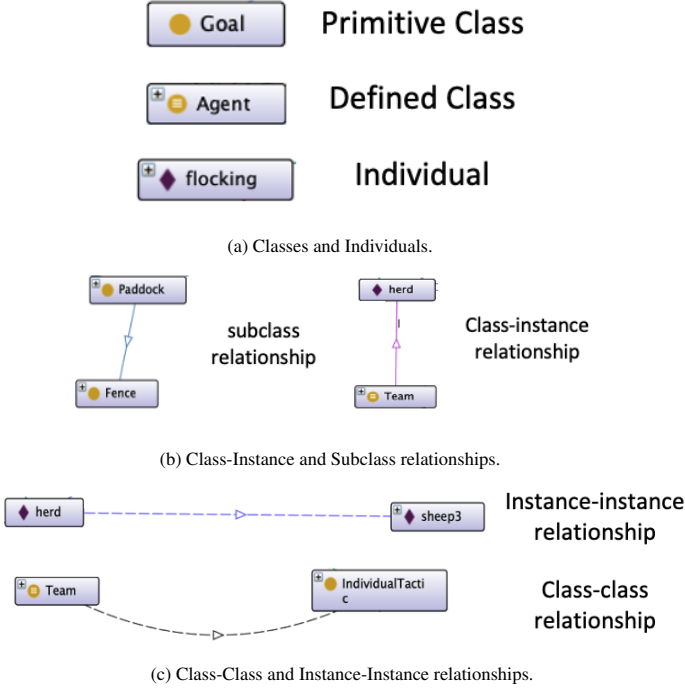 Goal
Primitive Class
Agent
Defined Class
flocking
Individual
(a) Classes and Individuals.
Paddock
subclass
relationship
Fence
herd
Class-instance
relationship
Team
(b) Class-Instance and Subclass relationships.
herd
sheep3
Instance-instance
relationship
Team
IndividualTacti
c
Class-class
relationship
(c) Class-Class and Instance-Instance relationships.